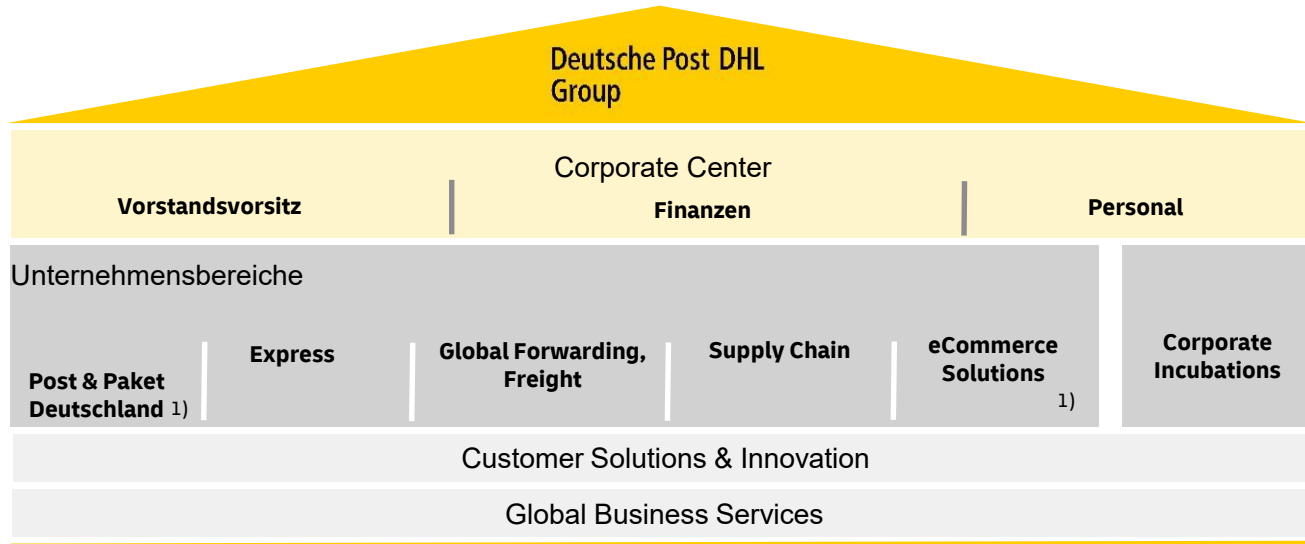 Deutsche Post DHL
Group
Corporate Center
Vorstandsvorsitz
Finanzen
Personal
Unternehmensbereiche
Post & Paket
Deutschland 1)
Express
Global Forwarding,
Freight
Supply Chain
eCommerce
Solutions
1)
Corporate
Incubations
Customer Solutions & Innovation
Global Business Services